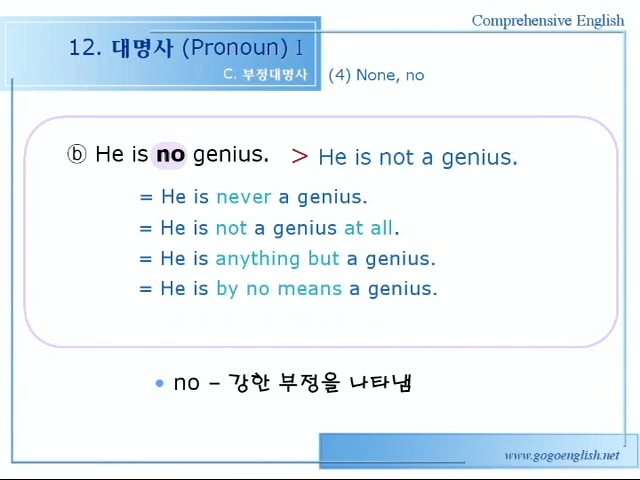 Comprehensive English
12. 대명사 (Pronoun) I
C. 부정대명사
(4) None, no
ⓑ He is no genius. > He is not a genius.
= He is never a genius.
= He is not a genius at all.
= He is anything but a genius.
= He is by no means a genius.
• no – 강한 부정을 나타냄
www.gogoenglish.net